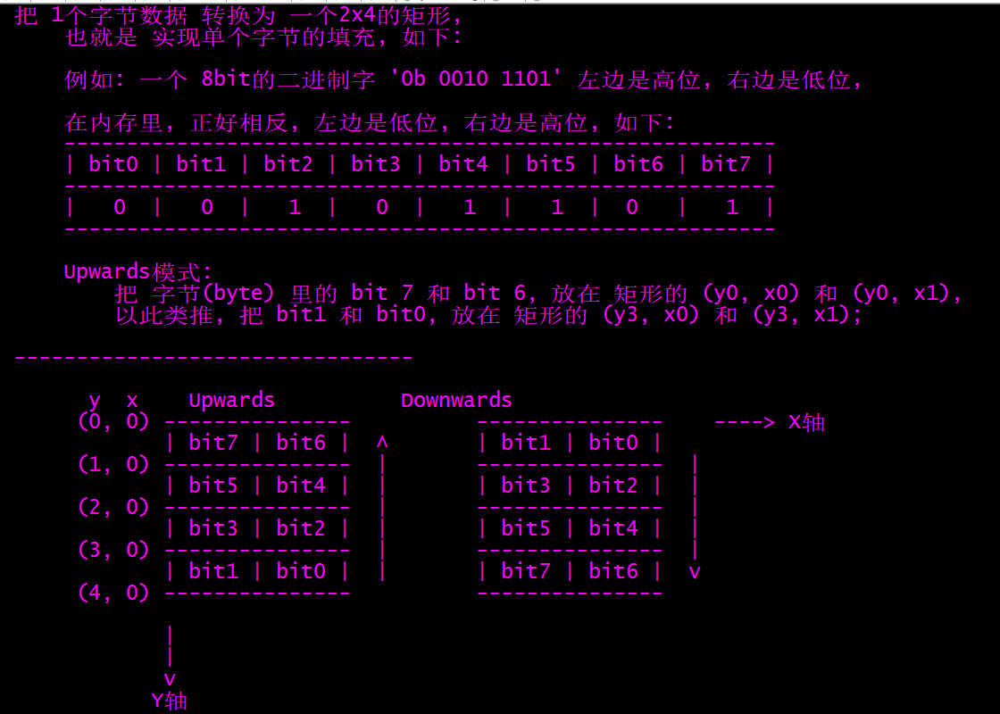 把 1个字节数据 转换为 一个2x4的矩形，
也就是 实现单个字节的填充，如下：
例如：一个 8bit的二进制字 '0b 0010 1101' 左边是高位，右边是低位，
在内存里，正好相反，左边是低位，右边是高位，如下：
---------------------------------------------------------
| bit0 | bit1 | bit2 | bit3 | bit4 | bit5 | bit6 | bit7 |
---------------------------------------------------------
|   0  |   0  |   1  |   0  |   1  |   1  |  0   |   1  |
---------------------------------------------------------
Upwards模式：
把 字节(byte) 里的 bit 7 和 bit 6，放在 矩形的 (y0, x0) 和 (y0, x1)，
以此类推，把 bit1 和 bit0，放在 矩形的 (y3, x0) 和 (y3, x1)；
--------------------------------
y  x    Upwards          Downwards
(0, 0) ---------------          ---------------    ----> X轴
| bit7 | bit6 |  ^       | bit1 | bit0 |
(1, 0) ---------------  |       ---------------  |
| bit5 | bit4 |  |       | bit3 | bit2 |  |
(2, 0) ---------------  |       ---------------  |
| bit3 | bit2 |  |       | bit5 | bit4 |  |
(3, 0) ---------------  |       ---------------  |
| bit1 | bit0 |  |       | bit7 | bit6 |  v
(4, 0) ---------------          ---------------
|
|
v
Y轴